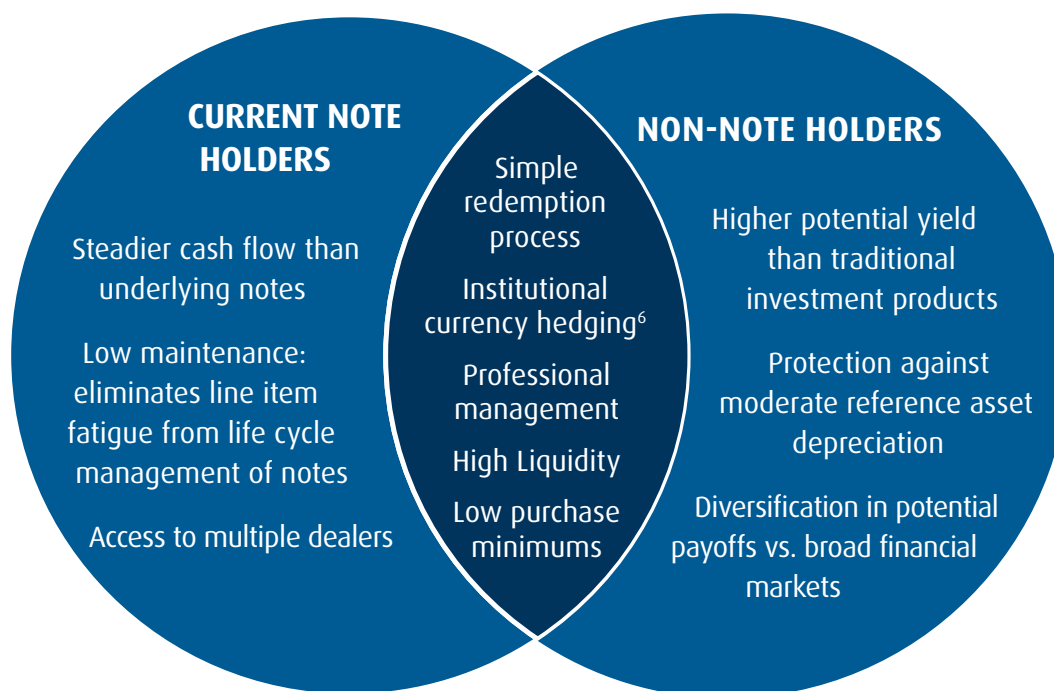 CURRENT NOTE
HOLDERS
Steadier cash flow than
underlying notes
Low maintenance:
eliminates line item
fatigue from life cycle
management of notes
Access to multiple dealers
Simple
redemption
process
Institutional
currency hedging⁶
Professional
management
High Liquidity
Low purchase
minimums
NON-NOTE HOLDERS
Higher potential yield
than traditional
investment products
Protection against
moderate reference asset
depreciation
Diversification in potential
payoffs vs. broad financial
markets